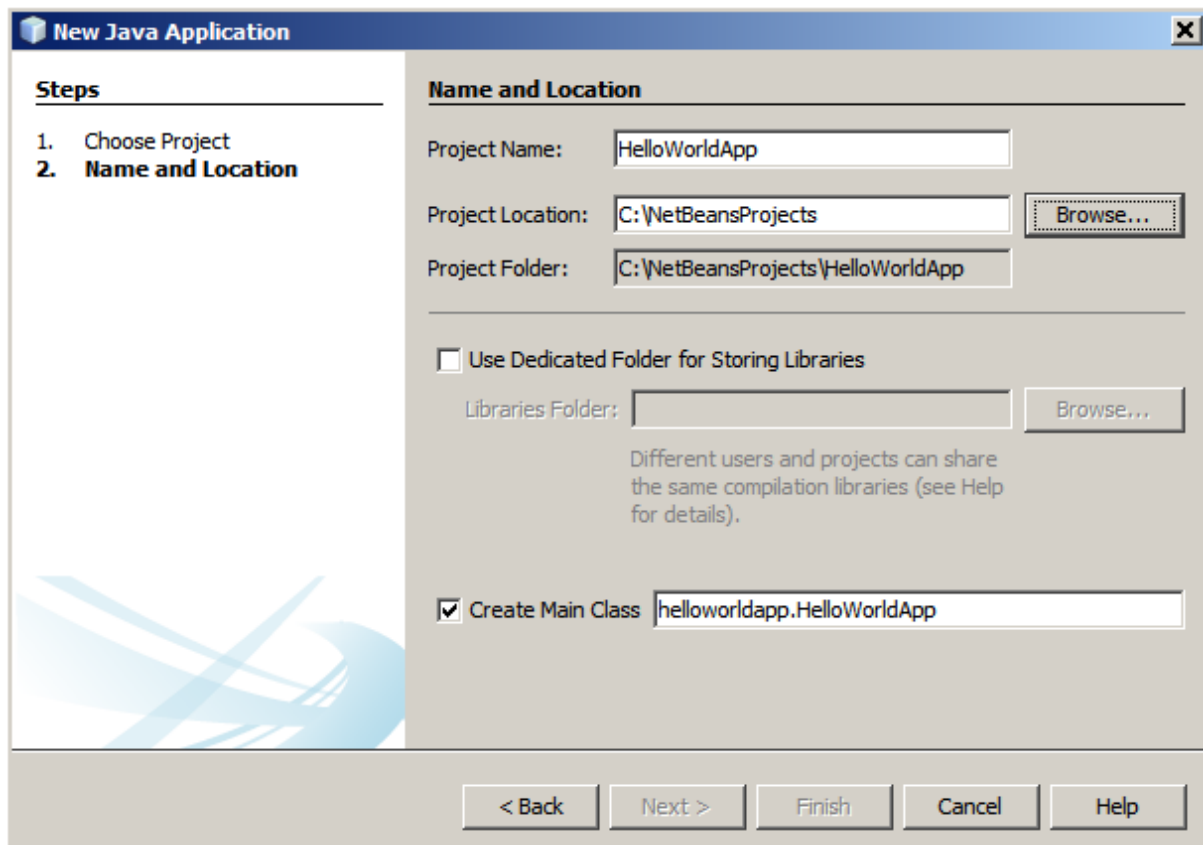 New Java Application
Steps
1. Choose Project
2. Name and Location
Name and Location
Project Name: HelloWorldApp
Project Location: C:\NetBeansProjects Browse...
Project Folder: C:\NetBeansProjects\HelloWorldApp
Use Dedicated Folder for Storing Libraries
Libraries Folder: Browse...
Different users and projects can share
the same compilation libraries (see Help
for details).
Create Main Class helloworldapp.HelloWorldApp
< Back Next > Finish Cancel Help